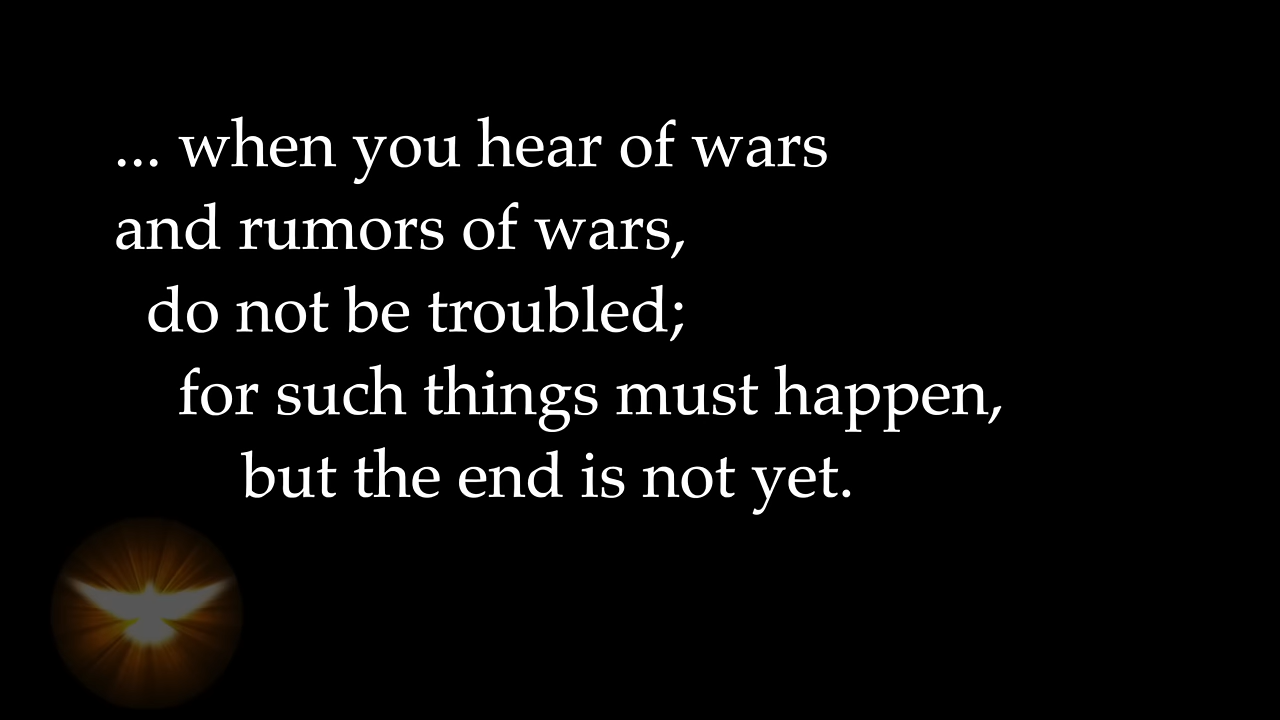 ... when you hear of wars
and rumors of wars,
do not be troubled;
for such things must happen,
but the end is not yet.